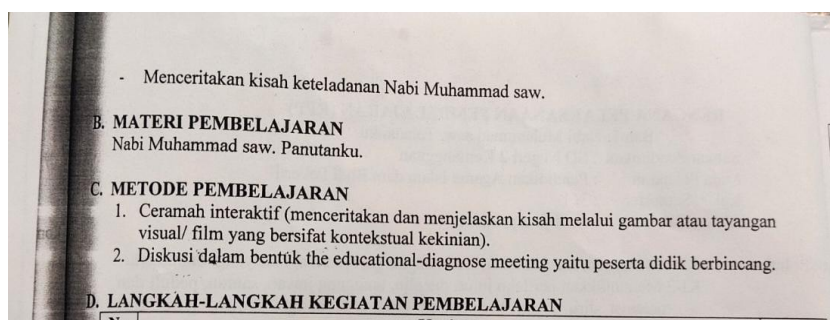 - Menceritakan kisah keteladanan Nabi Muhammad saw.
B. MATERI PEMBELAJARAN
Nabi Muhammad saw. Panutanku.
C. METODE PEMBELAJARAN
1. Ceramah interaktif (menceritakan dan menjelaskan kisah melalui gambar atau tayangan
visual/ film yang bersifat kontekstual kekinian).
2. Diskusi dalam bentuk the educational-diagnose meeting yaitu peserta didik berbincang.
D. LANGKAH-LANGKAH KEGIATAN PEMBELAJARAN